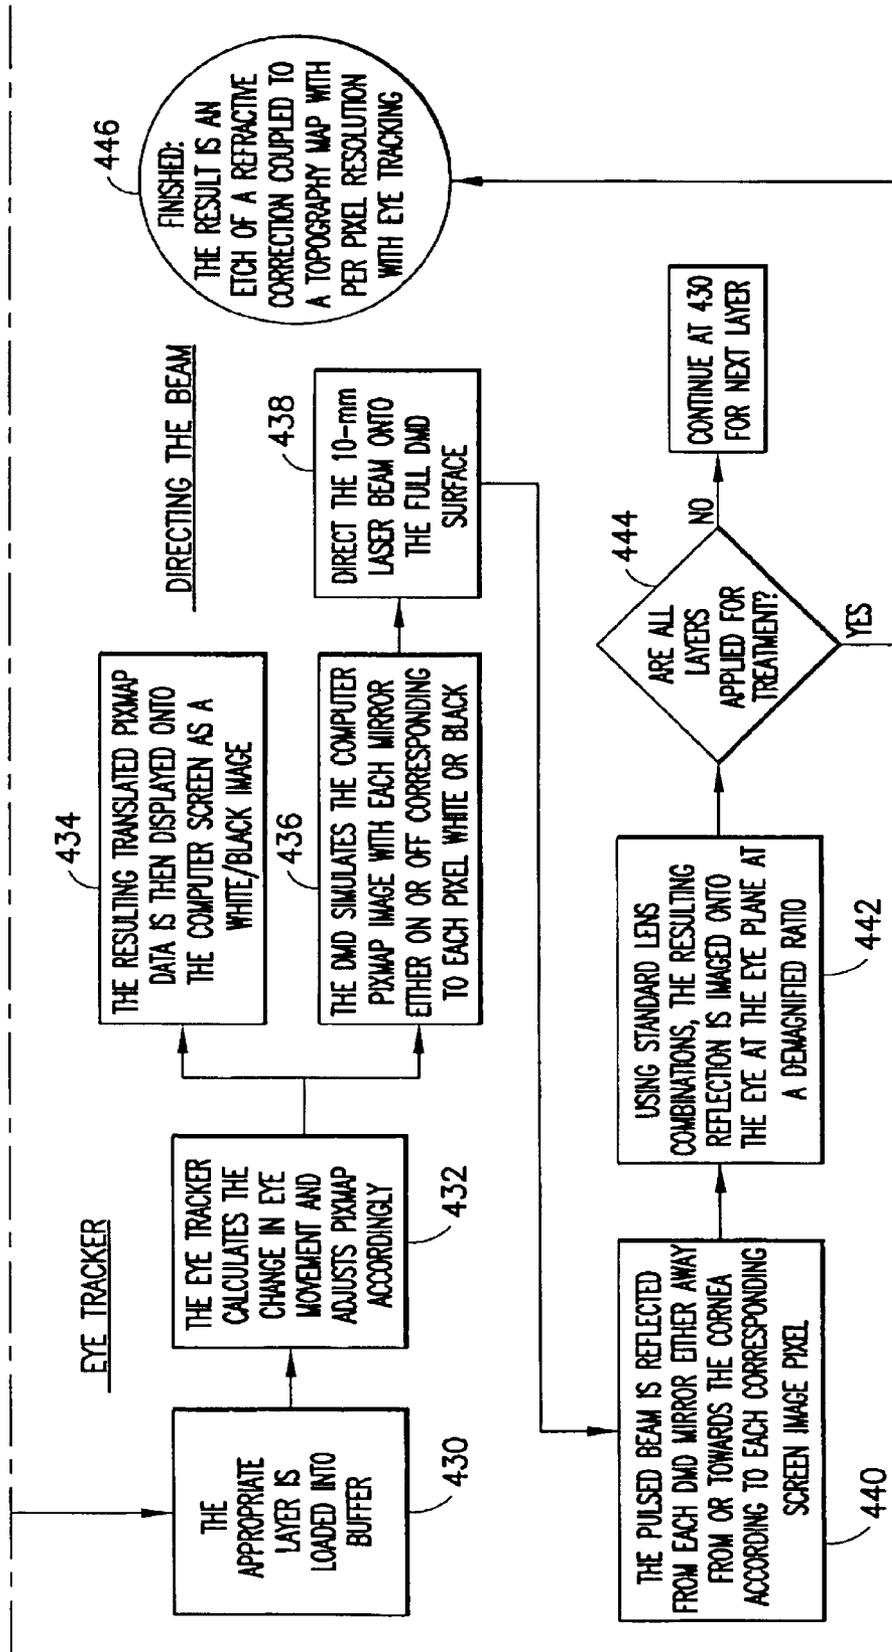 EYE TRACKER
THE
APPROPRIATE
LAYER IS
LOADED INTO
BUFFER
430
THE EYE TRACKER
CALCULATES THE
CHANGE IN EYE
MOVEMENT AND
ADJUSTS PIXMAP
ACCORDINGLY
432
434
THE RESULTING TRANSLATED PIXMAP
DATA IS THEN DISPLAYED ONTO
THE COMPUTER SCREEN AS A
WHITE/BLACK IMAGE
436
THE DMD SIMULATES THE COMPUTER
PIXMAP IMAGE WITH EACH MIRROR
EITHER ON OR OFF CORRESPONDING
TO EACH PIXEL WHITE OR BLACK
DIRECTING THE BEAM
438
DIRECT THE 10-mm
LASER BEAM ONTO
THE FULL DMD
SURFACE
THE PULSED BEAM IS REFLECTED
FROM EACH DMD MIRROR EITHER AWAY
FROM OR TOWARDS THE CORNEA
ACCORDING TO EACH CORRESPONDING
SCREEN IMAGE PIXEL
440
USING STANDARD LENS
COMBINATIONS, THE RESULTING
REFLECTION IS IMAGED ONTO
THE EYE AT THE EYE PLANE AT
A DEMAGNIFIED RATIO
442
444
ARE ALL
LAYERS
APPLIED FOR
TREATMENT?
NO
YES
CONTINUE AT 430
FOR NEXT LAYER
446
FINISHED:
THE RESULT IS AN
ETCH OF A REFRACTIVE
CORRECTION COUPLED TO
A TOPOGRAPHY MAP WITH
PER PIXEL RESOLUTION
WITH EYE TRACKING